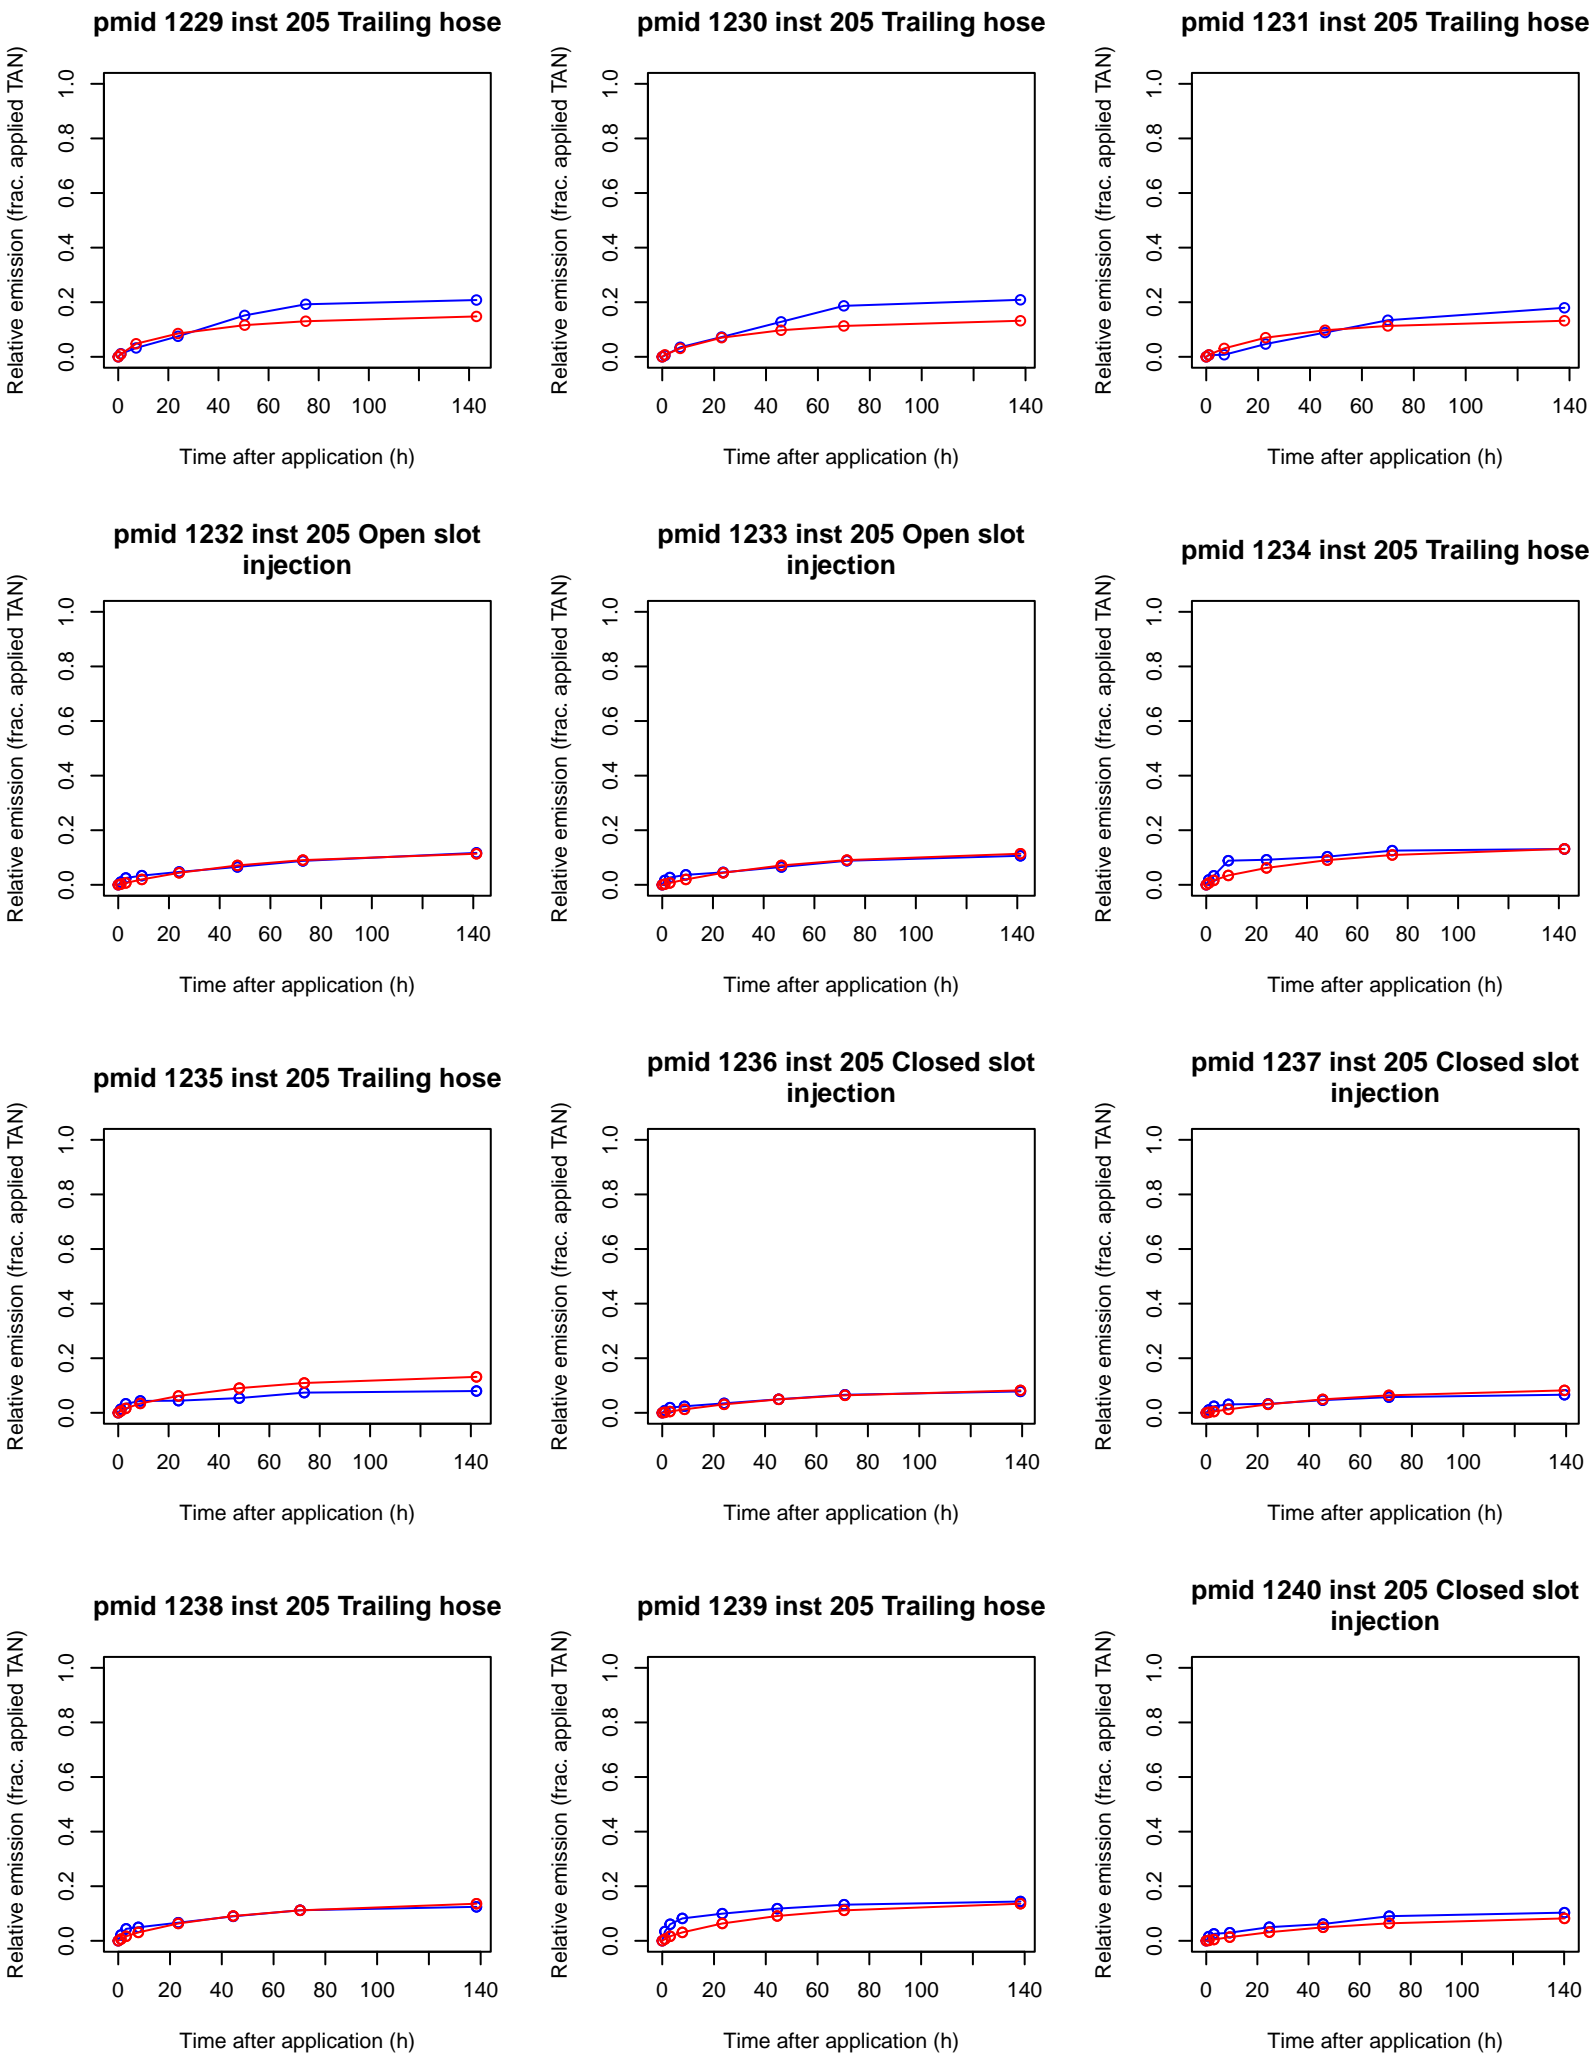 pmid 1229 inst 205 Trailing hose
Relative emission (frac. applied TAN)
0.0 0.2 0.4 0.6 0.8 1.0
0 20 40 60 80 100 140
Time after application (h)
pmid 1230 inst 205 Trailing hose
Relative emission (frac. applied TAN)
0.0 0.2 0.4 0.6 0.8 1.0
0 20 40 60 80 100 140
Time after application (h)
pmid 1231 inst 205 Trailing hose
Relative emission (frac. applied TAN)
0.0 0.2 0.4 0.6 0.8 1.0
0 20 40 60 80 100 140
Time after application (h)
pmid 1232 inst 205 Open slot
injection
Relative emission (frac. applied TAN)
0.0 0.2 0.4 0.6 0.8 1.0
0 20 40 60 80 100 140
Time after application (h)
pmid 1233 inst 205 Open slot
injection
Relative emission (frac. applied TAN)
0.0 0.2 0.4 0.6 0.8 1.0
0 20 40 60 80 100 140
Time after application (h)
pmid 1234 inst 205 Trailing hose
Relative emission (frac. applied TAN)
0.0 0.2 0.4 0.6 0.8 1.0
0 20 40 60 80 100 140
Time after application (h)
pmid 1235 inst 205 Trailing hose
Relative emission (frac. applied TAN)
0.0 0.2 0.4 0.6 0.8 1.0
0 20 40 60 80 100 140
Time after application (h)
pmid 1236 inst 205 Closed slot
injection
Relative emission (frac. applied TAN)
0.0 0.2 0.4 0.6 0.8 1.0
0 20 40 60 80 100 140
Time after application (h)
pmid 1237 inst 205 Closed slot
injection
Relative emission (frac. applied TAN)
0.0 0.2 0.4 0.6 0.8 1.0
0 20 40 60 80 100 140
Time after application (h)
pmid 1238 inst 205 Trailing hose
Relative emission (frac. applied TAN)
0.0 0.2 0.4 0.6 0.8 1.0
0 20 40 60 80 100 140
Time after application (h)
pmid 1239 inst 205 Trailing hose
Relative emission (frac. applied TAN)
0.0 0.2 0.4 0.6 0.8 1.0
0 20 40 60 80 100 140
Time after application (h)
pmid 1240 inst 205 Closed slot
injection
Relative emission (frac. applied TAN)
0.0 0.2 0.4 0.6 0.8 1.0
0 20 40 60 80 100 140
Time after application (h)